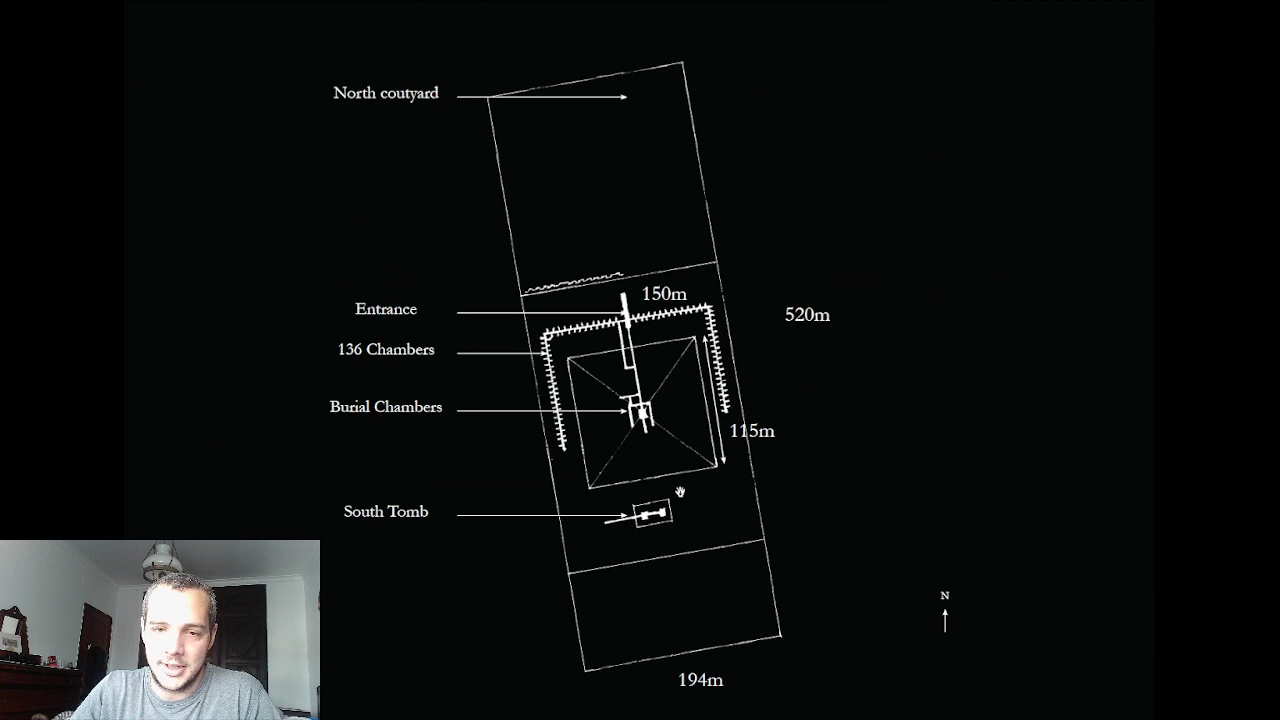 North coutyard
Entrance
150m
520m
136 Chambers
Burial Chambers
115m
South Tomb
N
194m